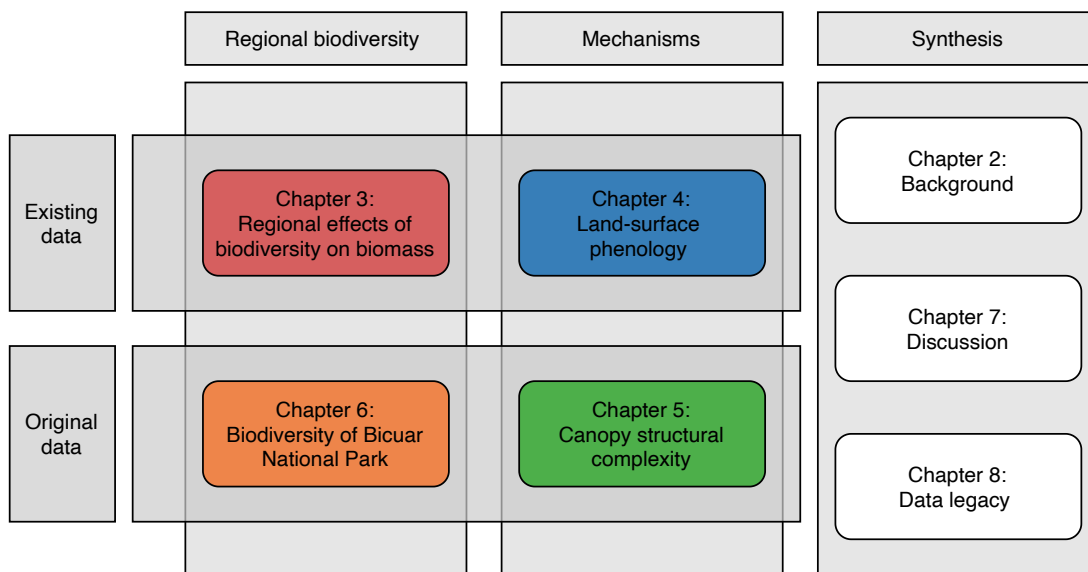 Regional biodiversity
Mechanisms
Synthesis
Existing
data
Chapter 3:
Regional effects of
biodiversity on biomass
Chapter 4:
Land-surface
phenology
Original
data
Chapter 6:
Biodiversity of Bicuar
National Park
Chapter 5:
Canopy structural
complexity
Chapter 2:
Background
Chapter 7:
Discussion
Chapter 8:
Data legacy